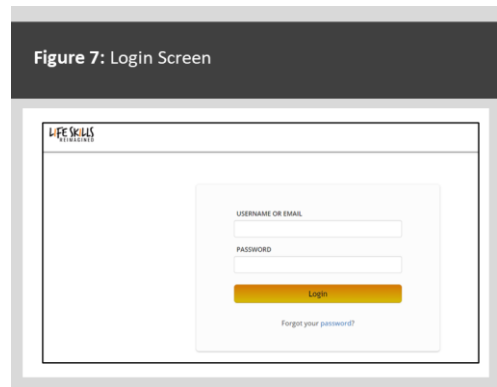 Figure 7: Login Screen
LIFE SKILLS
REIMAGINED
USERNAME OR EMAIL
PASSWORD
Login
Forgot your password?